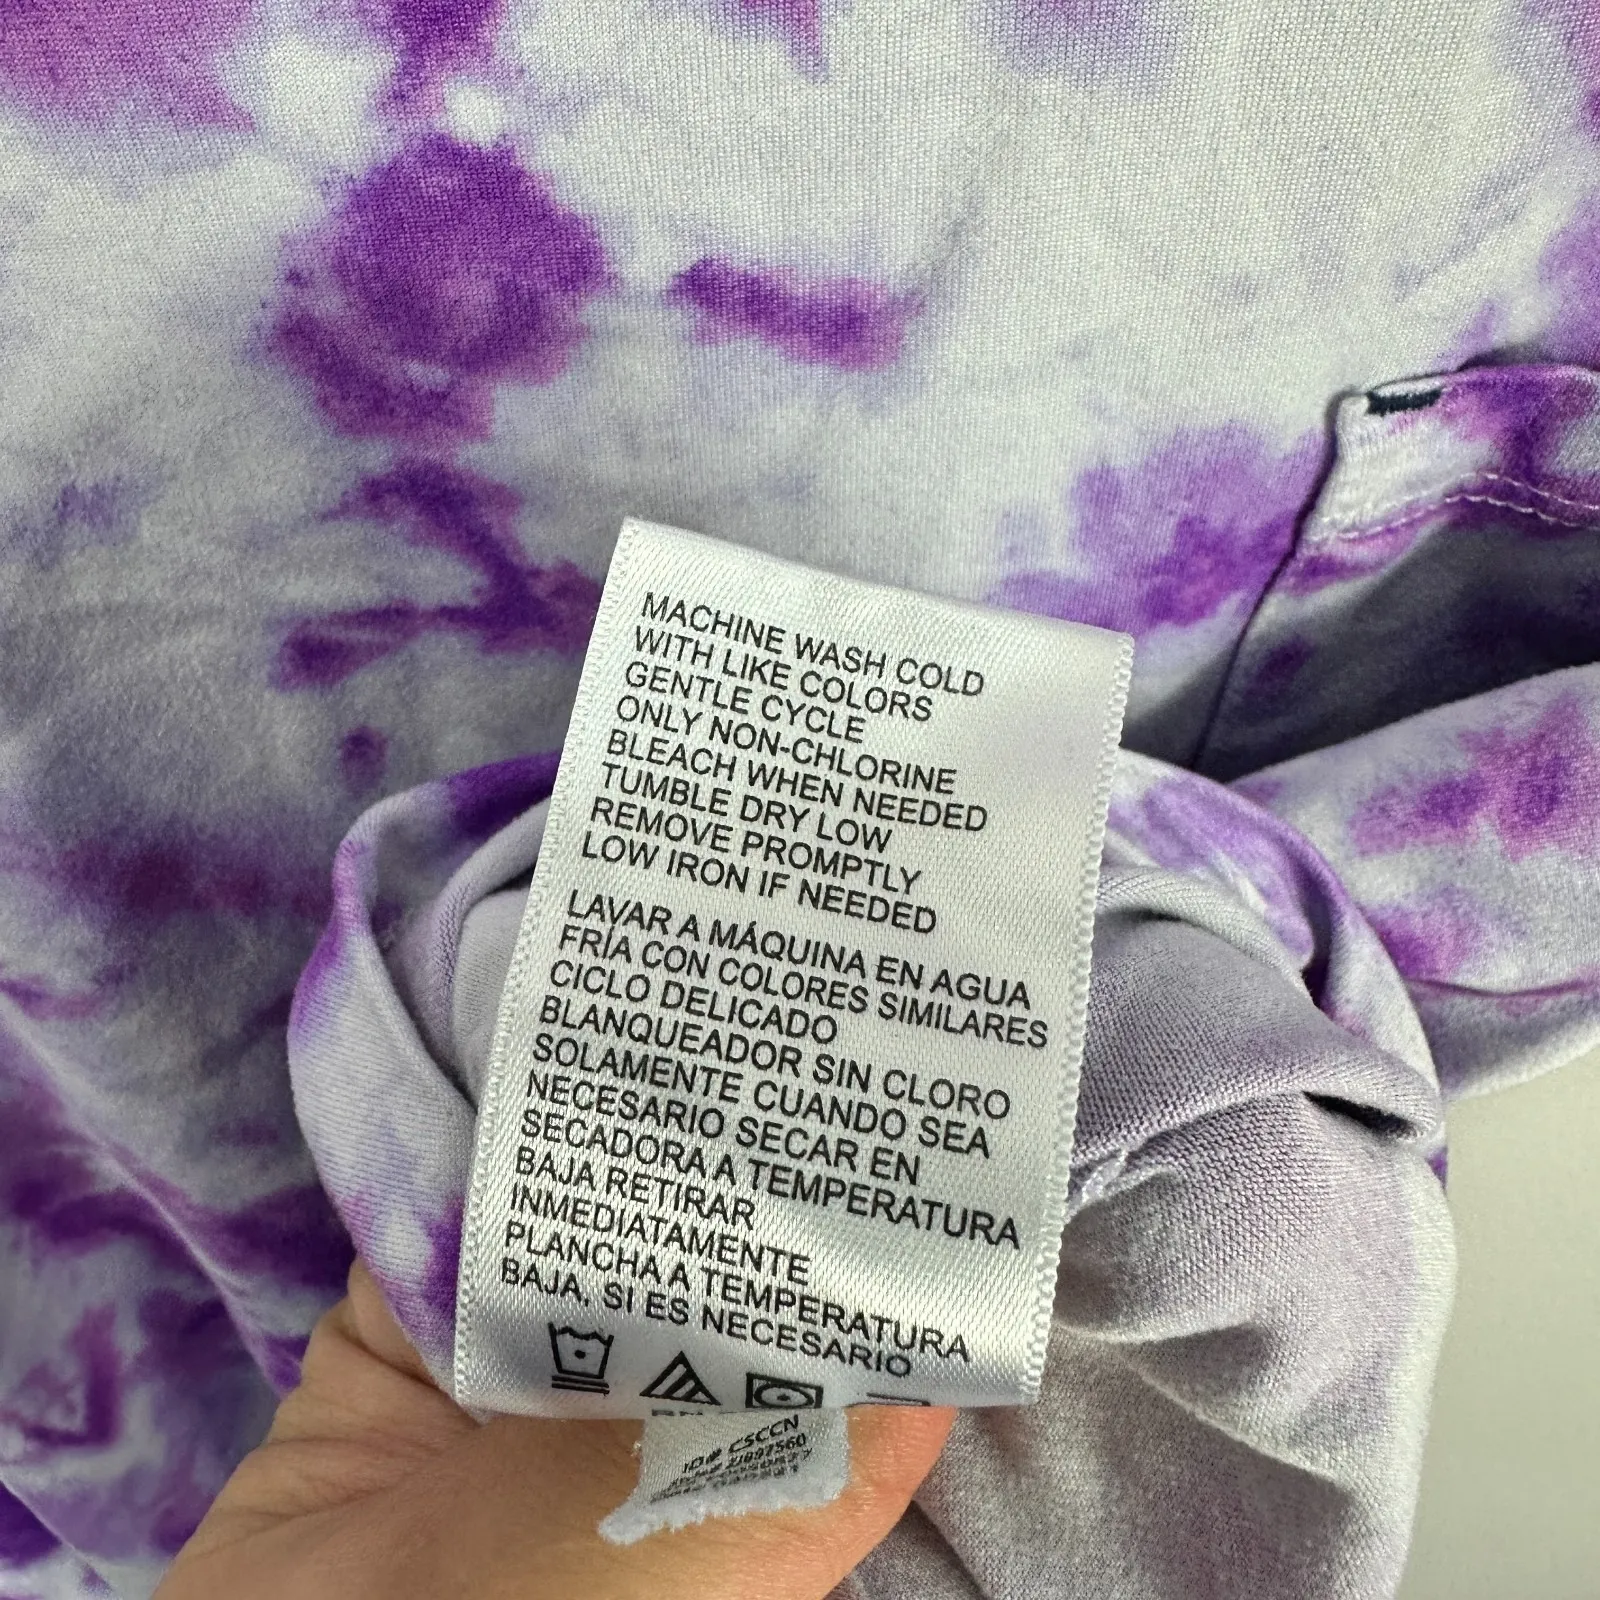 MACHINE WASH COLD
WITH LIKE COLORS
GENTLE CYCLE
ONLY NON-CHLORINE
BLEACH WHEN NEEDED
TUMBLE DRY LOW
REMOVE PROMPTLY
LOW IRON IF NEEDED
LAVAR A MÁQUINA EN AGUA
FRÍA CON COLORES SIMILARES
CICLO DELICADO
BLANQUEADOR SIN CLORO
SOLAMENTE CUANDO SEA
NECESARIO SECAR EN
SECADORA A TEMPERATURA
BAJA RETIRAR
INMEDIATAMENTE
PLANCHA A TEMPERATURA
BAJA, SI ES NECESARIO
ID# CSCCN